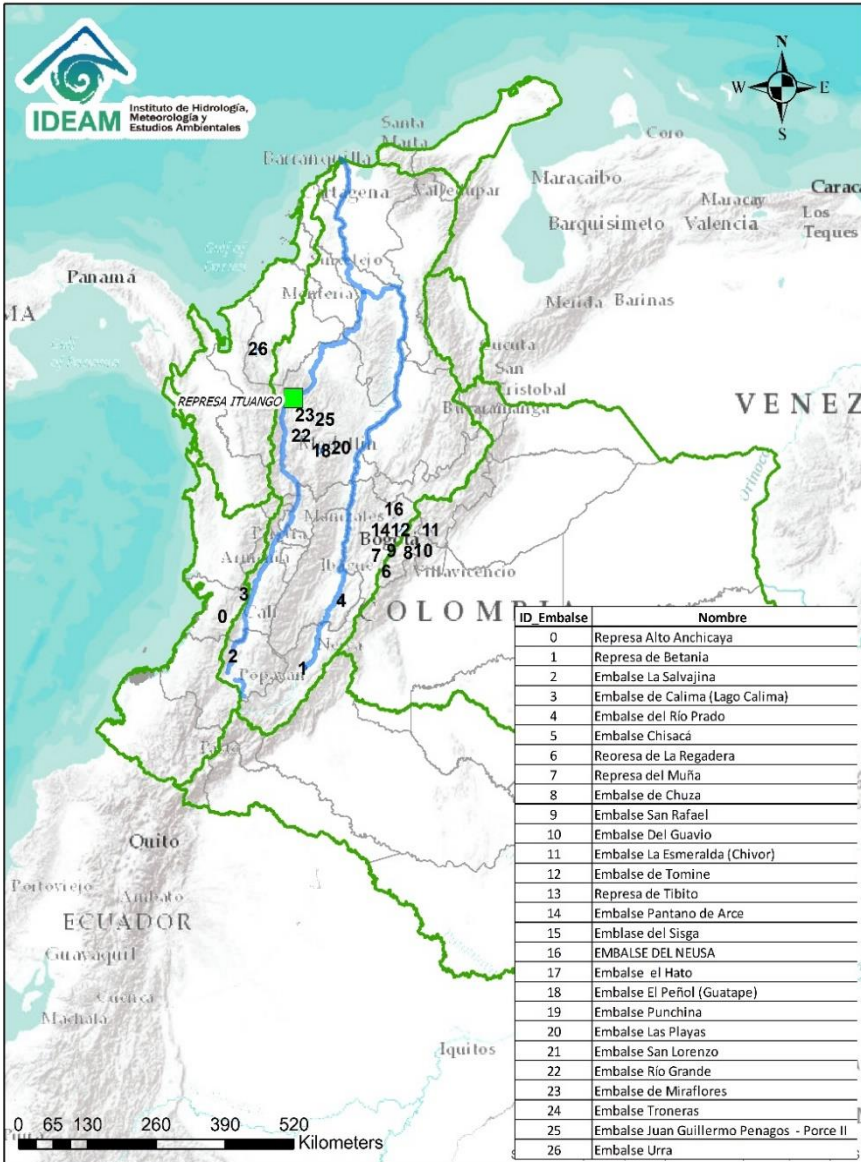 IDEAM
Instituto de Hidrología,
Meteorología y
Estudios Ambientales
N
W E
S
Santa
Marta
Barranquilla
Coro
Maracaibo
Valledupar
Maracay
Barquisimeto Valencia
Los
Teques
Panamá
Montería
Merida Barinas
26
Cucuta
San
Cristobal
REPRESA ITUANGO
Bucaramanga
VENEZ
23 25
22
18 20
Orinoco
16
Manizales
14 12 11
Bogota
7 9 8 10
6
Villavicencio
Armenia
3
4
0
Cali
COLOMBIA
2
1
Popayan
Quito
Portoviejo
Ambato
ECUADOR
Guayaquil
Cuenca
Machala
Iquitos
0 65 130 260 390 520
Kilometers
ID_Embalse Nombre
0 Represa Alto Anchicaya
1 Represa de Betania
2 Embalse La Salvajina
3 Embalse de Calima (Lago Calima)
4 Embalse del Río Prado
5 Embalse Chisacá
6 Reoresa de La Regadera
7 Represa del Muña
8 Embalse de Chuza
9 Embalse San Rafael
10 Embalse Del Guavio
11 Embalse La Esmeralda (Chivor)
12 Embalse de Tomine
13 Represa de Tibito
14 Embalse Pantano de Arce
15 Emblase del Sisga
16 EMBALSE DEL NEUSA
17 Embalse el Hato
18 Embalse El Peñol (Guatape)
19 Embalse Punchina
20 Embalse Las Playas
21 Embalse San Lorenzo
22 Embalse Río Grande
23 Embalse de Miraflores
24 Embalse Troneras
25 Embalse Juan Guillermo Penagos - Porce II
26 Embalse Urra